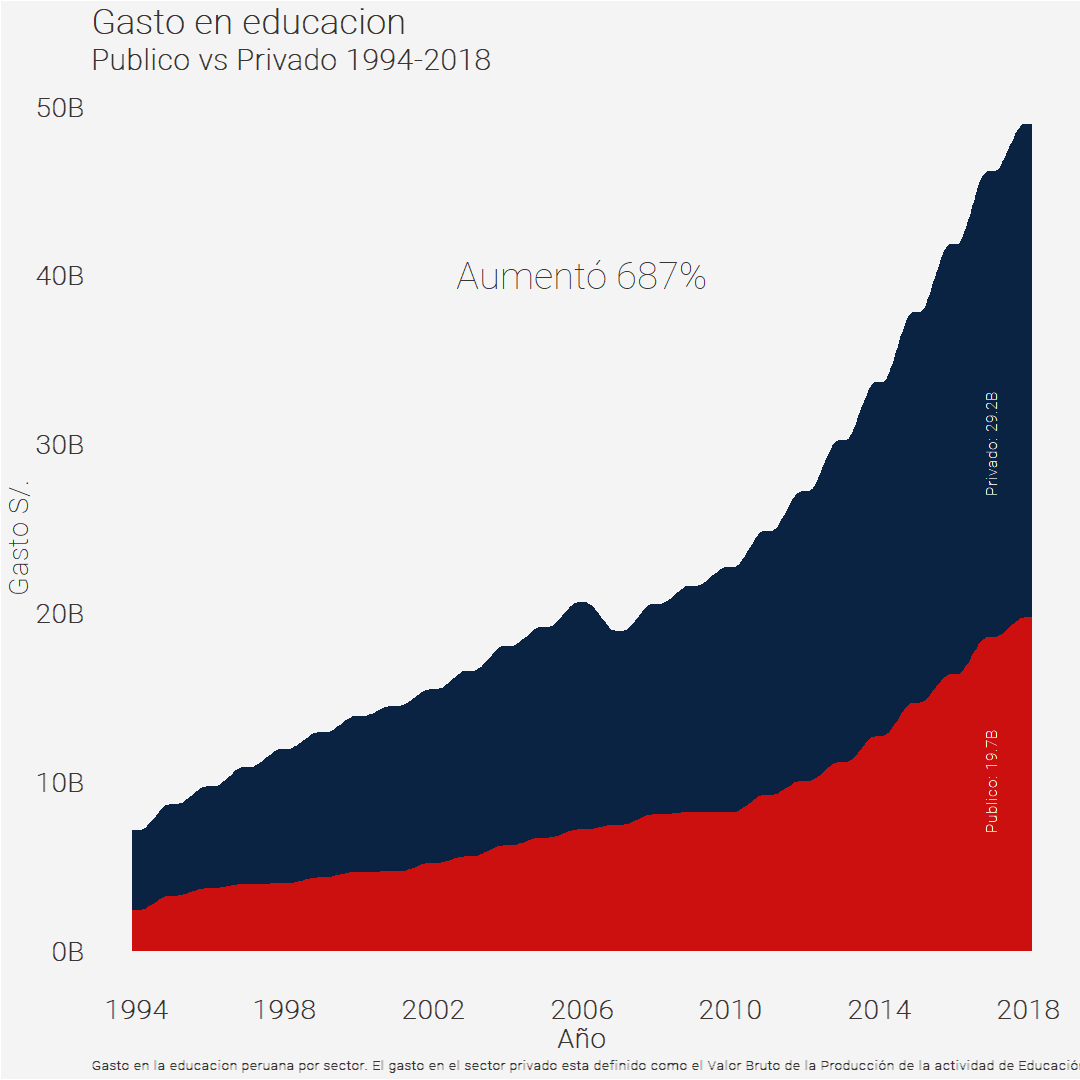 Gasto en educacion
Publico vs Privado 1994-2018
50B
40B
30B
20B
10B
0B
Gasto S/.
Aumentó 687%
Privado: 29.2B
Publico: 19.7B
1994 1998 2002 2006 2010 2014 2018
Año
Gasto en la educacion peruana por sector. El gasto en el sector privado esta definido como el Valor Bruto de la Producción de la actividad de Educació